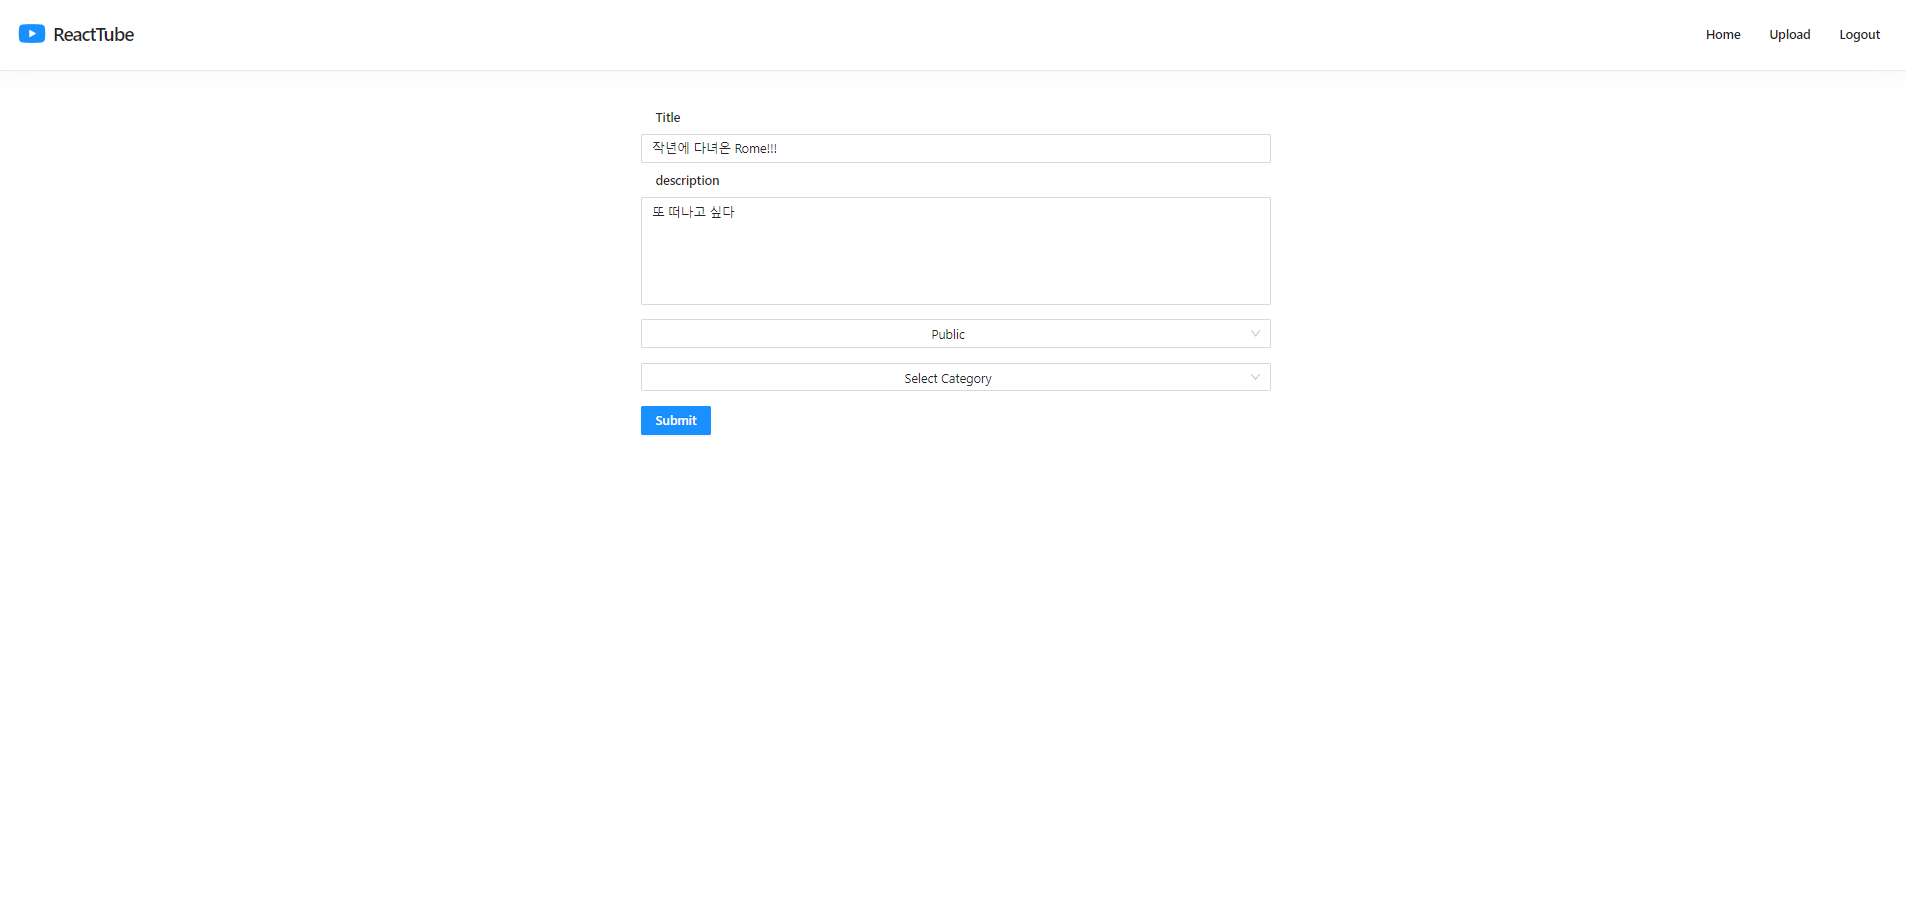 ReactTube
Home Upload Logout
Title
작년에 다녀온 Rome!!!
description
또 떠나고 싶다
Public
Select Category
Submit